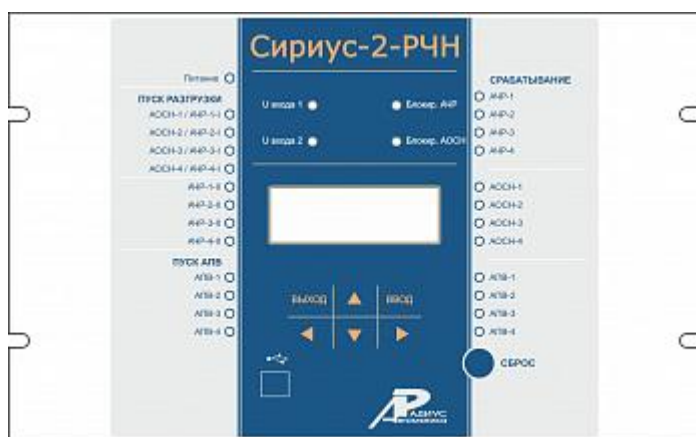 Сириус-2-РЧН
Питание
ПУСК РАЗГРУЗКИ
АОСН-1 / АЧР-1-I
АОСН-2 / АЧР-2-I
АОСН-3 / АЧР-3-I
АОСН-4 / АЧР-4-I
АЧР-1-II
АЧР-2-II
АЧР-3-II
АЧР-4-II
ПУСК АПВ
АПВ-1
АПВ-2
АПВ-3
АПВ-4
U ввода 1
Блокир. АЧР
U ввода 2
Блокир. АОСН
ВЫХОД
ВВОД
РАДИУС
Автоматика
СРАБАТЫВАНИЕ
АЧР-1
АЧР-2
АЧР-3
АЧР-4
АОСН-1
АОСН-2
АОСН-3
АОСН-4
АПВ-1
АПВ-2
АПВ-3
АПВ-4
СБРОС